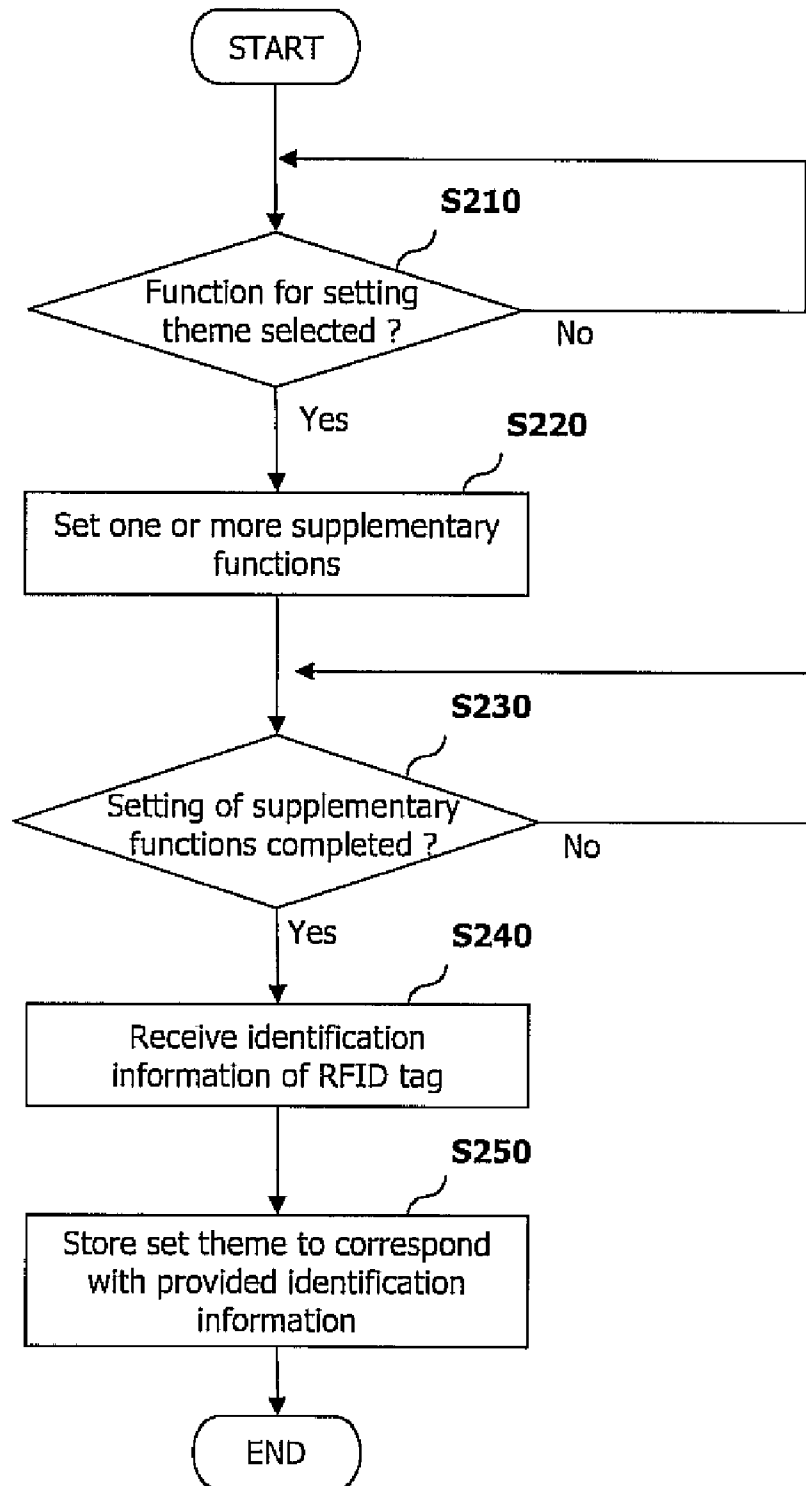 START
S210
Function for setting
theme selected ?
No
Yes
S220
Set one or more supplementary
functions
S230
Setting of supplementary
functions completed ?
No
Yes
S240
Receive identification
information of RFID tag
S250
Store set theme to correspond
with provided identification
information
END